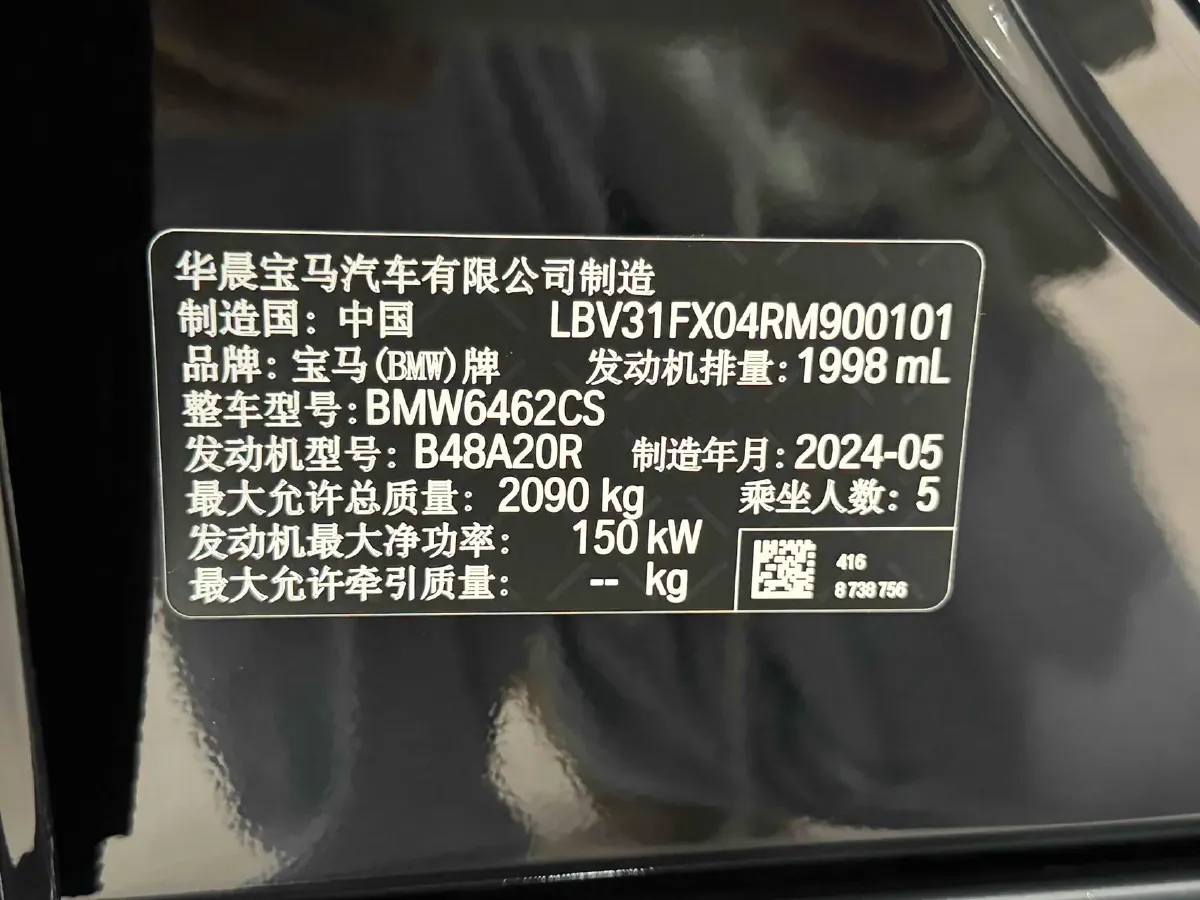 华晨宝马汽车有限公司制造
制造国：中国 LBV31FX04RM900101
品牌：宝马(BMW)牌 发动机排量：1998 mL
整车型号：BMW6462CS
发动机型号：B48A20R 制造年月：2024-05
最大允许总质量：2090 kg 乘坐人数：5
发动机最大净功率： 150 kW
最大允许牵引质量： -- kg
416
8738756